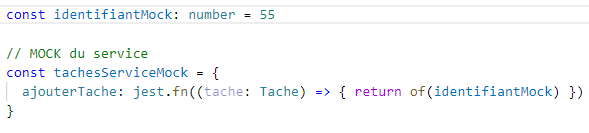 const identifiantMock: number = 55
// MOCK du service
const tachesServiceMock = {
ajouterTache: jest.fn((tache: Tache) => { return of(identifiantMock) })
}